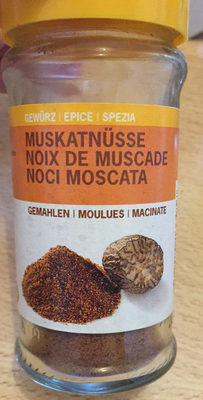 GEWÜRZ | EPICE | SPEZIA
MUSKATNÜSSE
NOIX DE MUSCADE
NOCI MOSCATA
GEMAHLEN | MOULUES | MACINATE